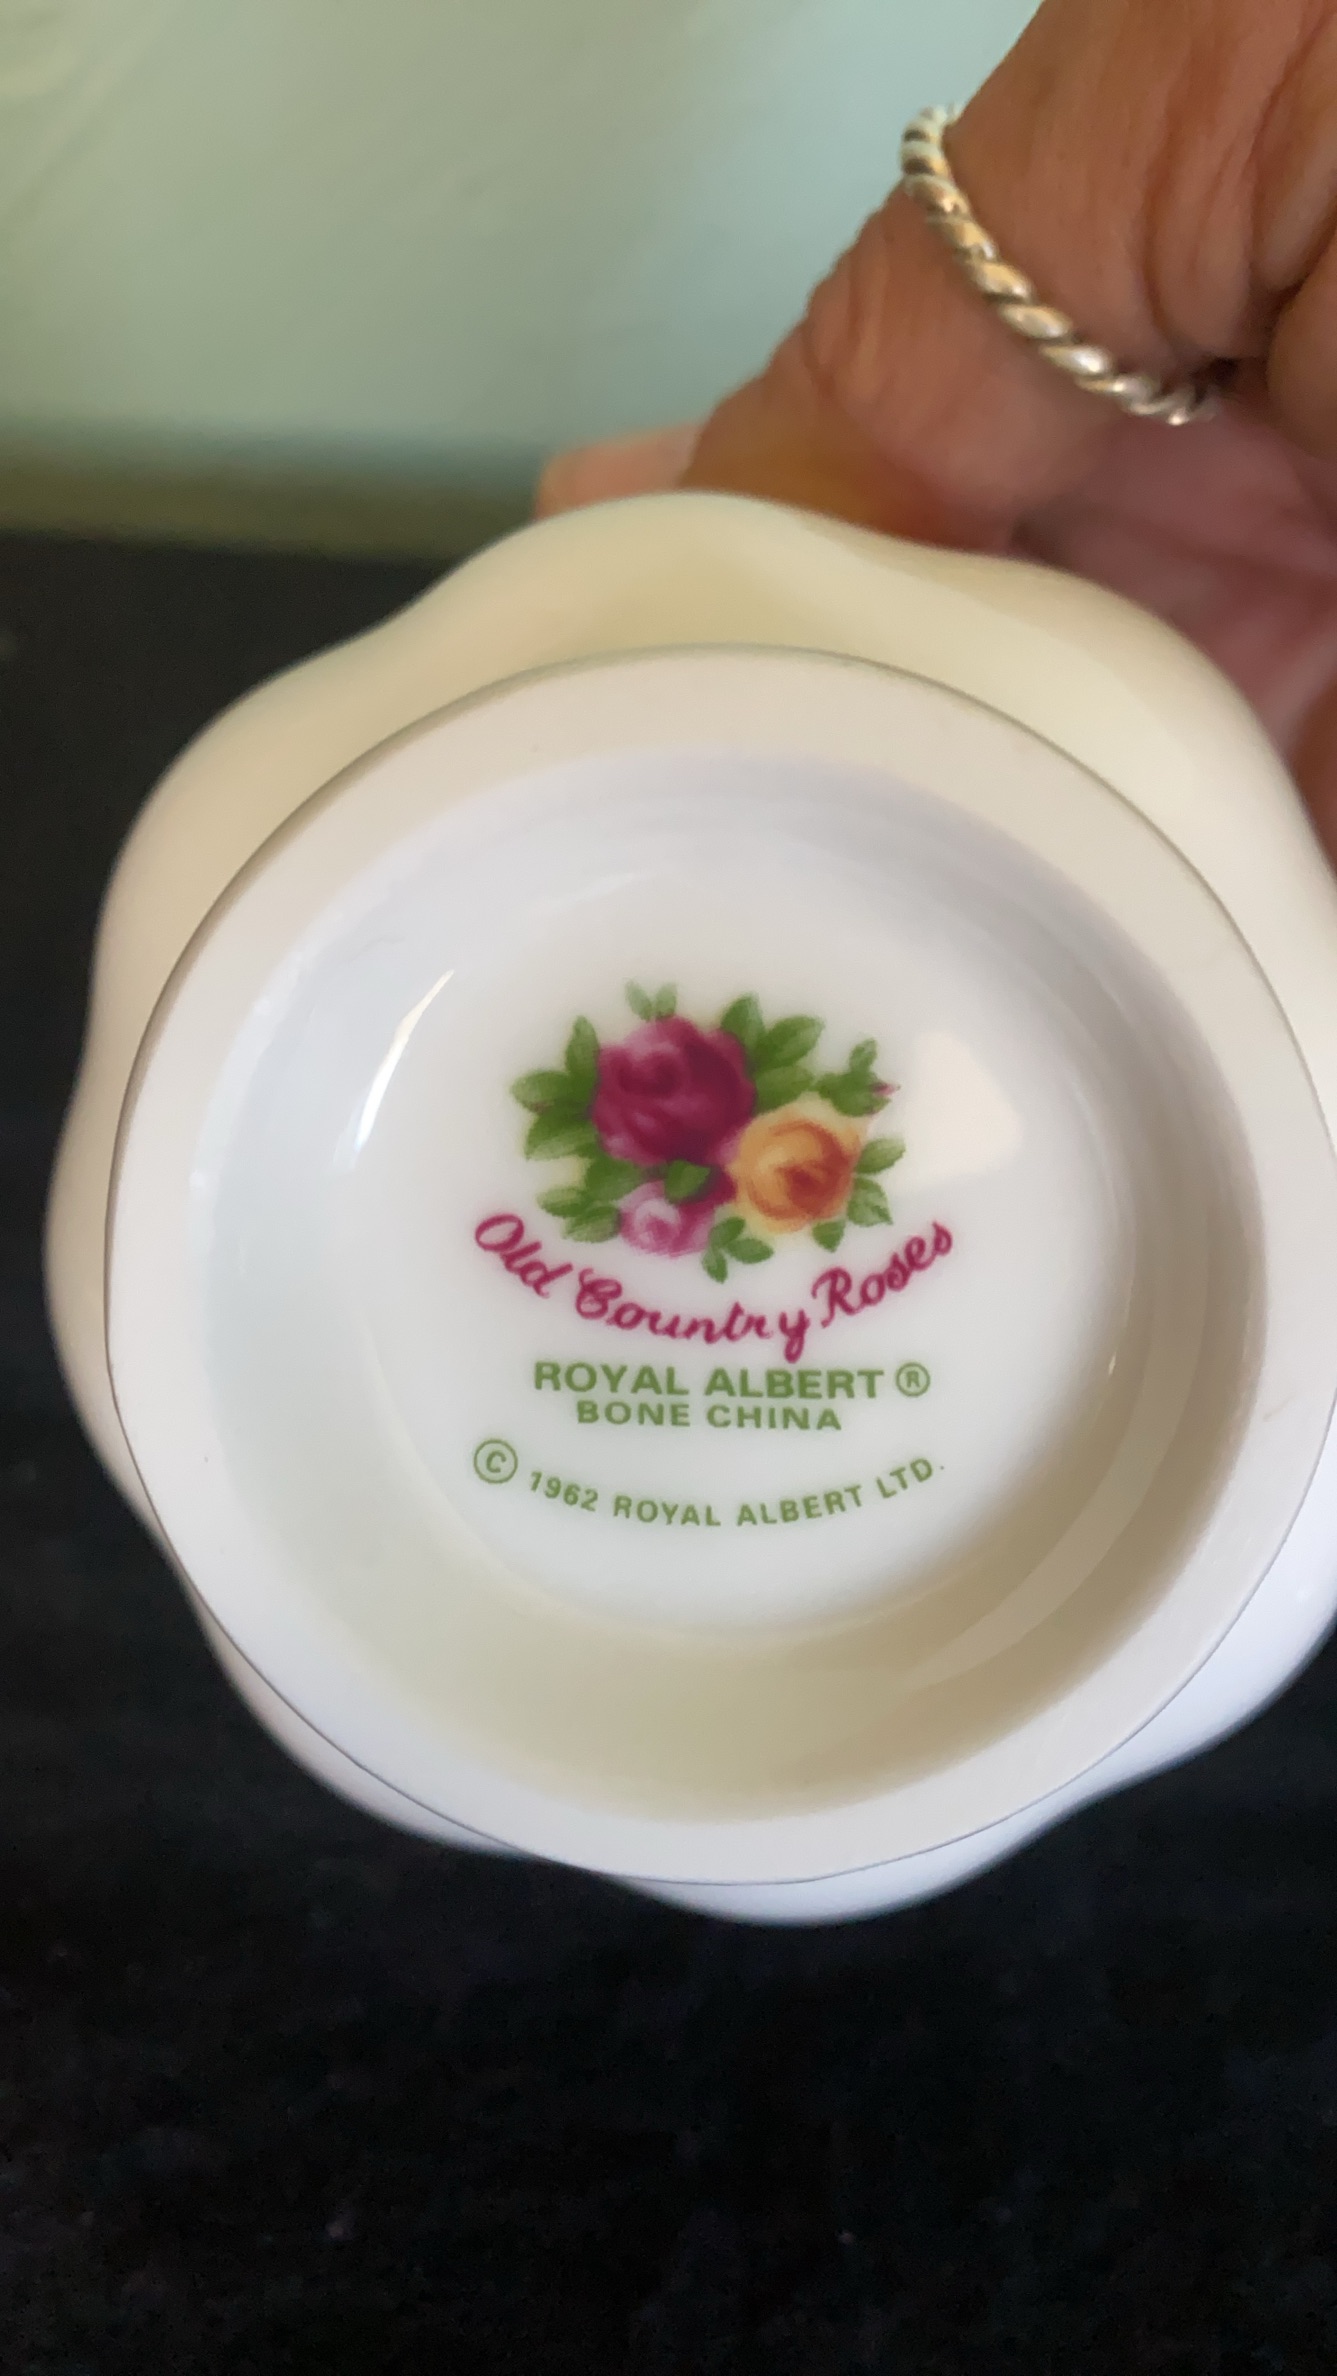 Old Country Roses
ROYAL ALBERT ®
BONE CHINA
© 1962 ROYAL ALBERT LTD.